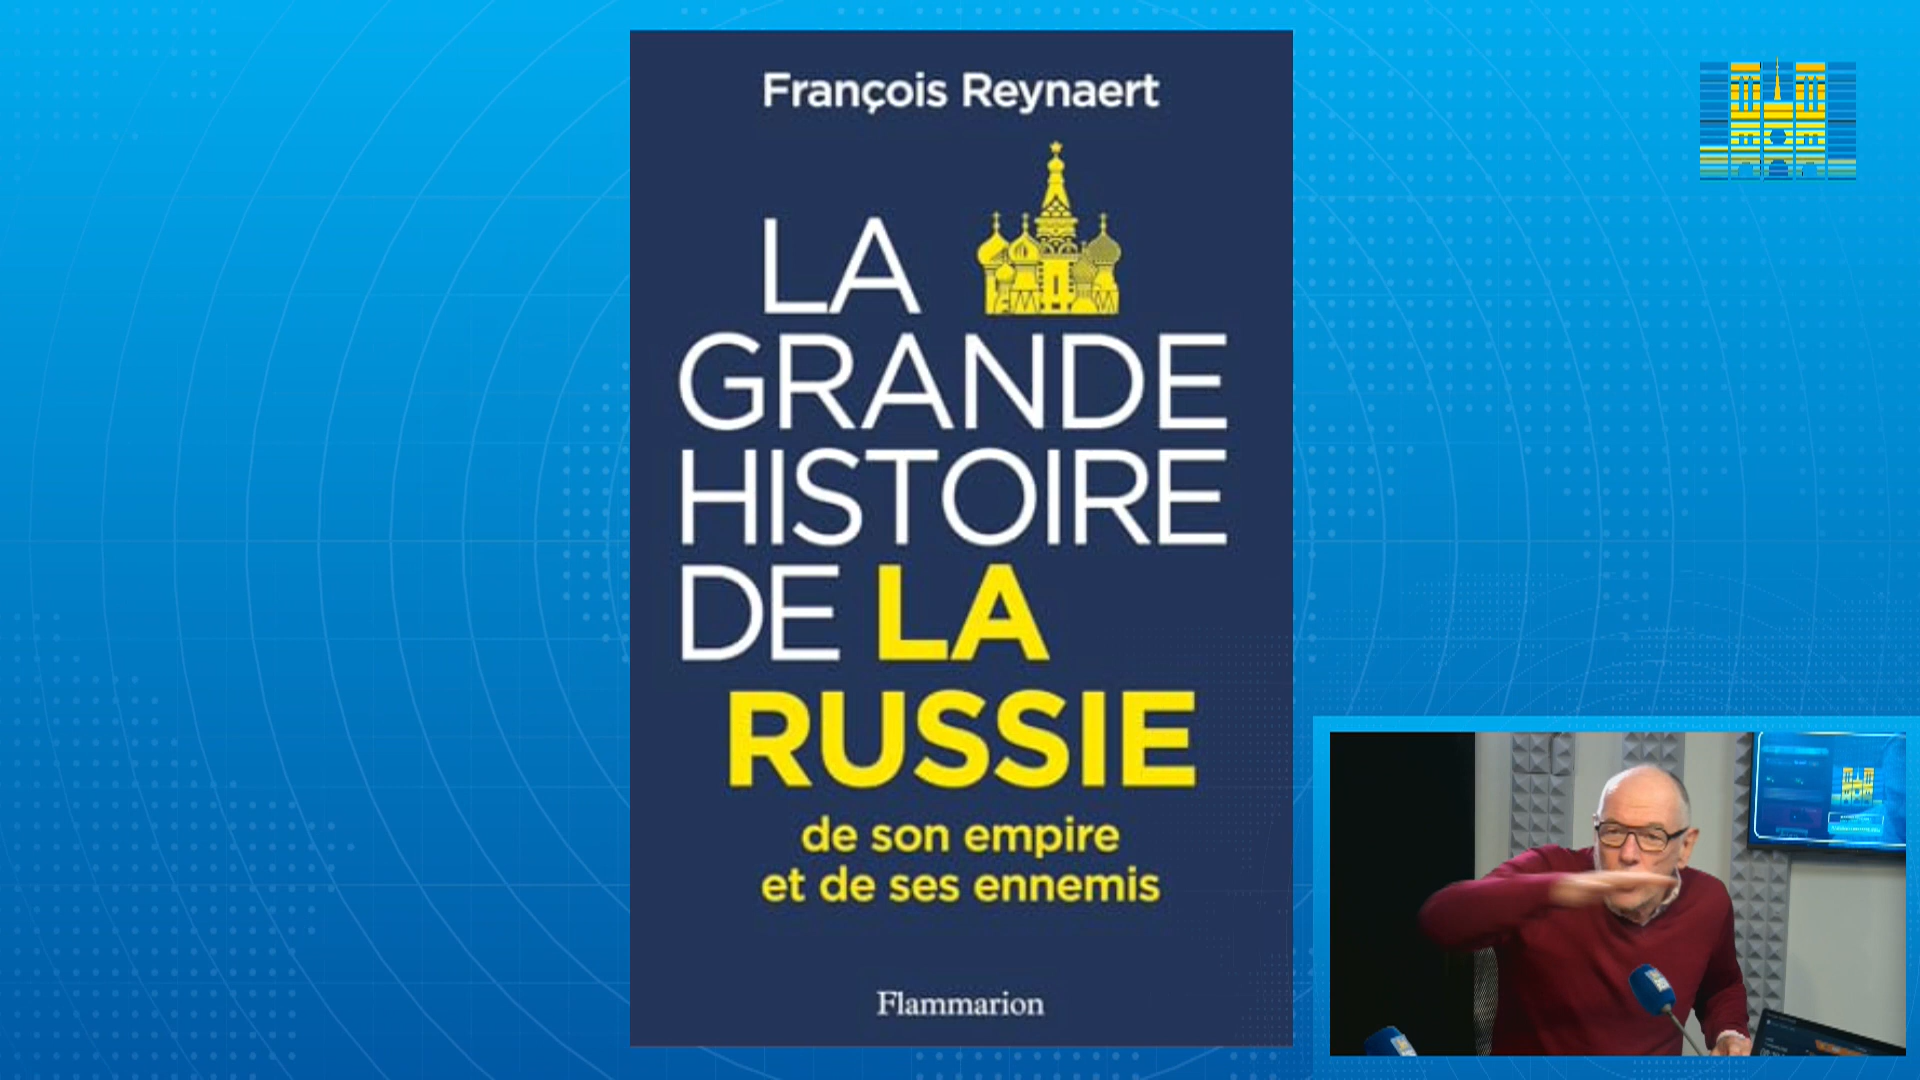 François Reynaert
LA
GRANDE
HISTOIRE
DE LA
RUSSIE
de son empire
et de ses ennemis
Flammarion